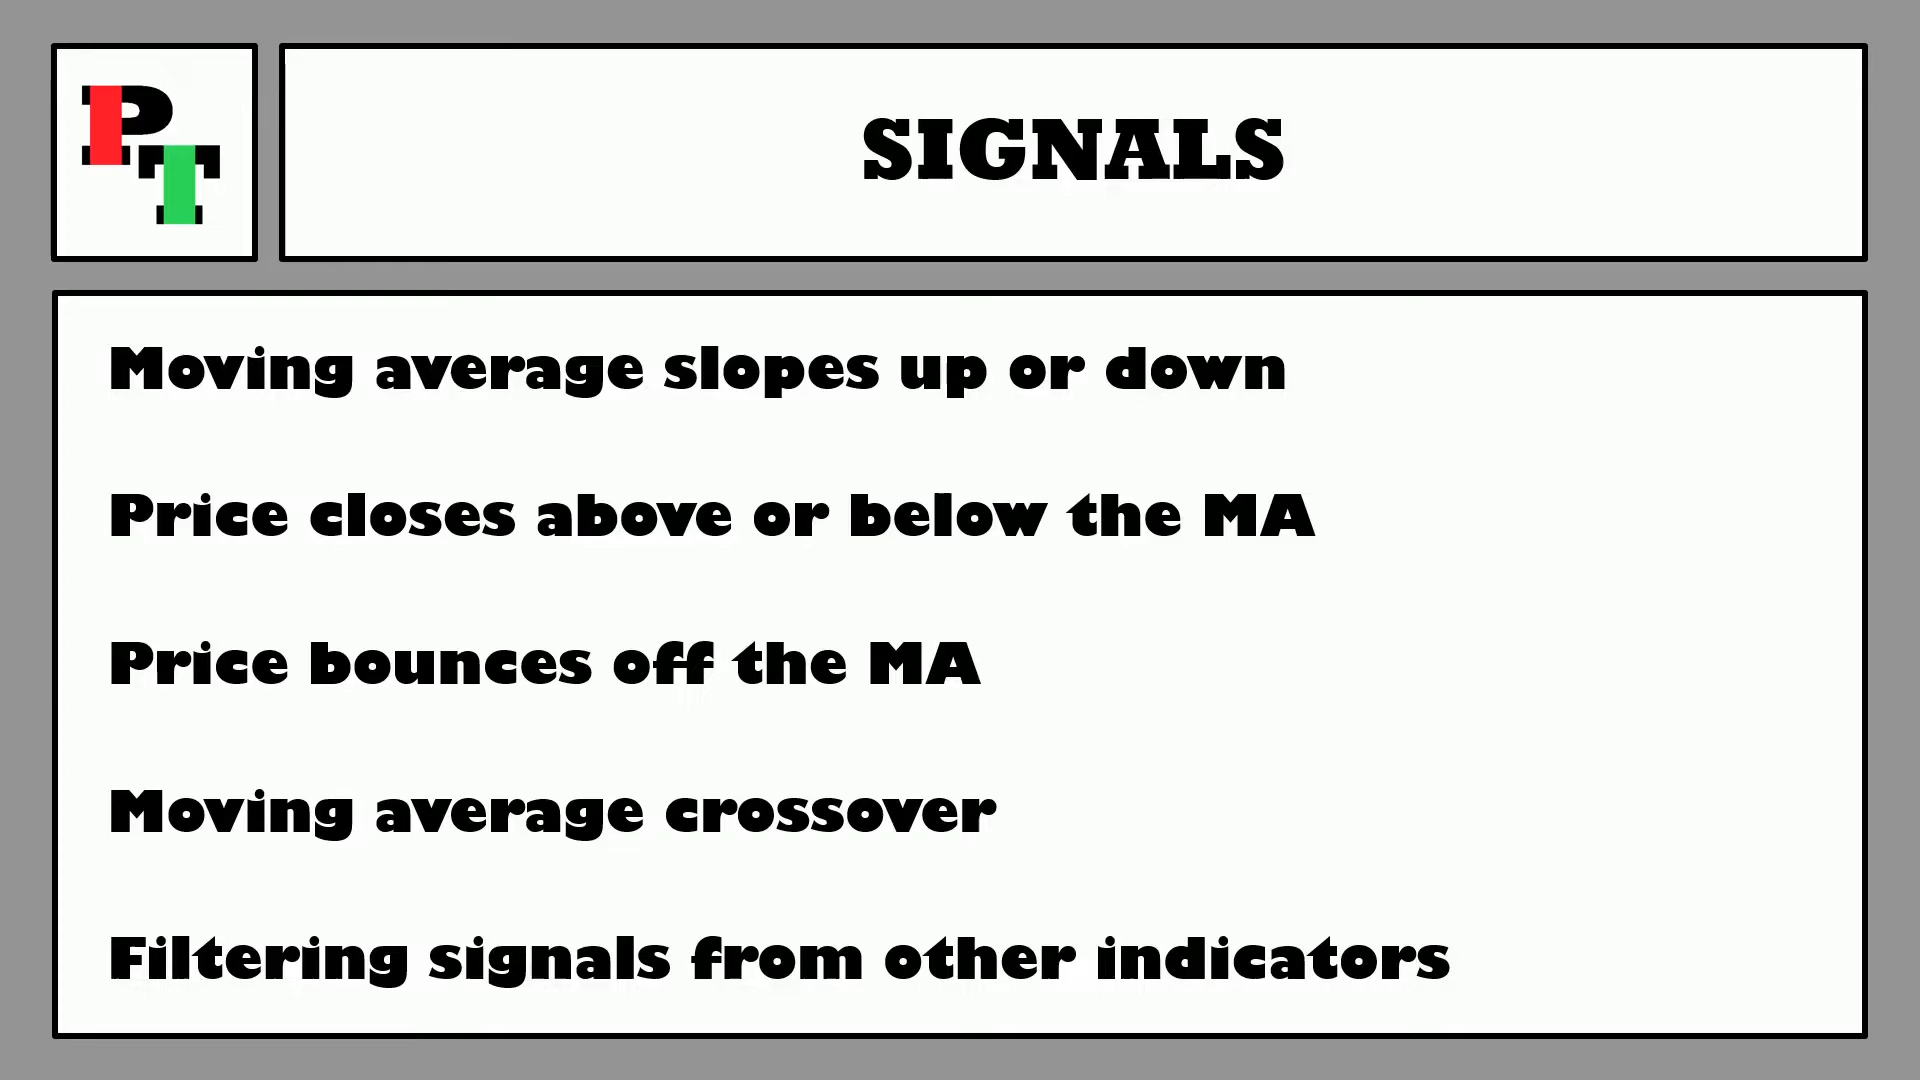 PT
SIGNALS
Moving average slopes up or down
Price closes above or below the MA
Price bounces off the MA
Moving average crossover
Filtering signals from other indicators